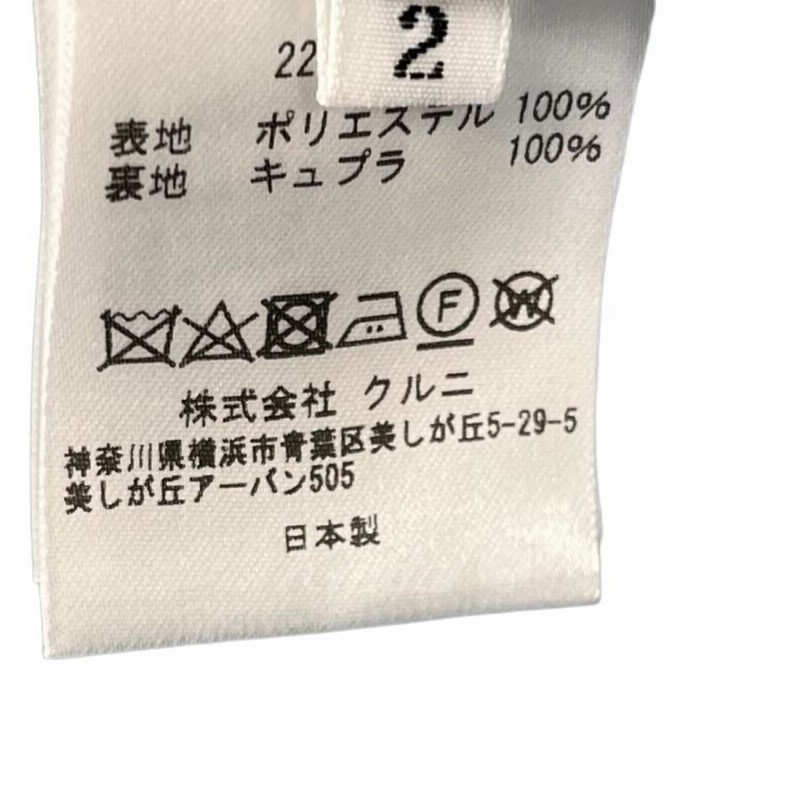 2
22
表地 ポリエステル 100%
裏地 キュプラ 100%
F W
株式会社 クルニ
神奈川県横浜市青葉区美しが丘5-29-5
美しが丘アーバン505
日本製